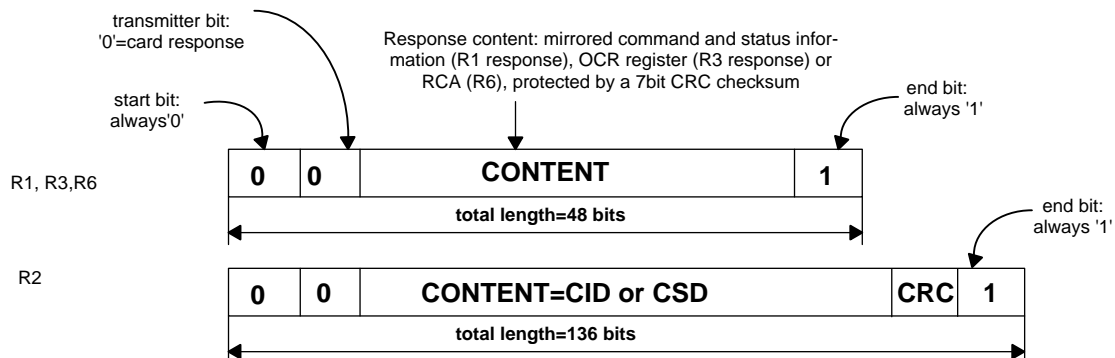 transmitter bit:
'0'=card response
Response content: mirrored command and status infor-
mation (R1 response), OCR register (R3 response) or
RCA (R6), protected by a 7bit CRC checksum
start bit:
always'0'
end bit:
always '1'
R1, R3,R6
0 0 CONTENT 1
total length=48 bits
end bit:
always '1'
R2
0 0 CONTENT=CID or CSD CRC 1
total length=136 bits